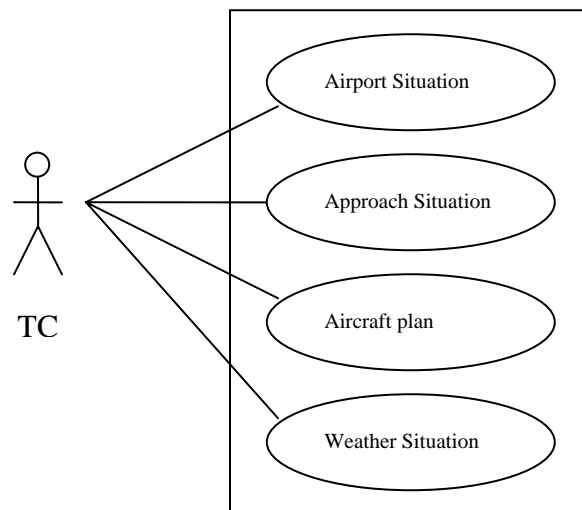 Airport Situation
Approach Situation
TC
Aircraft plan
Weather Situation